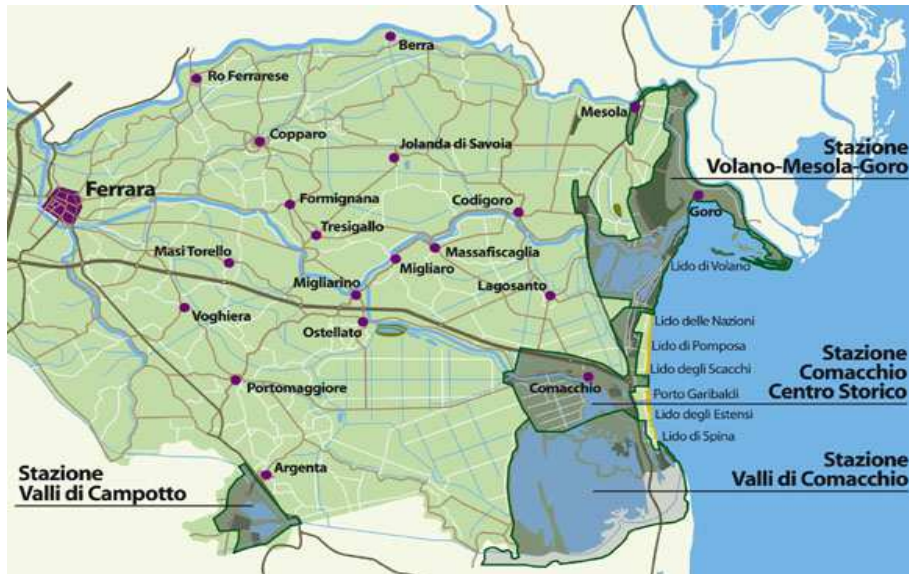 Berra
Ro Ferrarese
Mesola
Copparo
Stazione
Volano-Mesola-Goro
Jolanda di Savoia
Ferrara
Formignana
Codigoro
Goro
Tresigallo
Masi Torello
Massafiscaglia
Migliaro
Lido di Volano
Migliarino
Lagosanto
Voghiera
Ostellato
Lido delle Nazioni
Lido di Pomposa
Stazione
Comacchio
Centro Storico
Lido degli Scacchi
Portomaggiore
Comacchio
Porto Garibaldi
Lido degli Estensi
Lido di Spina
Stazione
Valli di Comacchio
Argenta
Stazione
Valli di Campotto